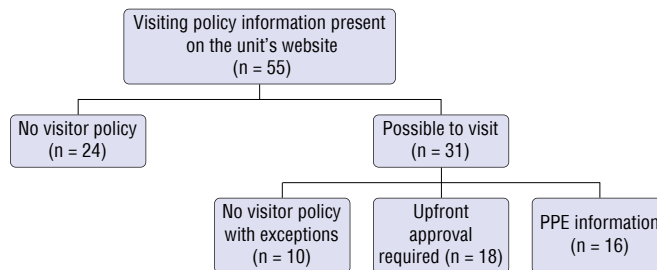 Visiting policy information present
on the unit’s website
(n = 55)
No visitor policy
(n = 24)
Possible to visit
(n = 31)
No visitor policy
with exceptions
(n = 10)
Upfront
approval
required (n = 18)
PPE information
(n = 16)